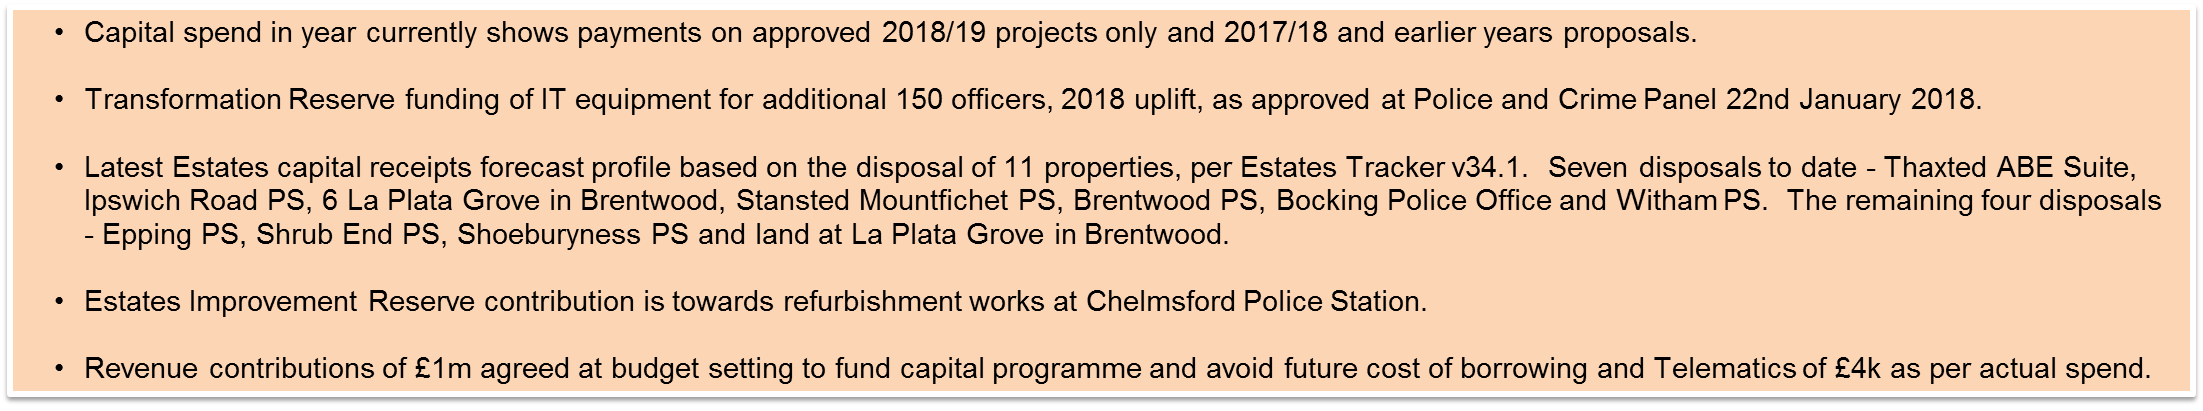 • Capital spend in year currently shows payments on approved 2018/19 projects only and 2017/18 and earlier years proposals.
• Transformation Reserve funding of IT equipment for additional 150 officers, 2018 uplift, as approved at Police and Crime Panel 22nd January 2018.
• Latest Estates capital receipts forecast profile based on the disposal of 11 properties, per Estates Tracker v34.1.  Seven disposals to date - Thaxted ABE Suite,
Ipswich Road PS, 6 La Plata Grove in Brentwood, Stansted Mountfichet PS, Brentwood PS, Bocking Police Office and Witham PS.  The remaining four disposals
- Epping PS, Shrub End PS, Shoeburyness PS and land at La Plata Grove in Brentwood.
• Estates Improvement Reserve contribution is towards refurbishment works at Chelmsford Police Station.
• Revenue contributions of £1m agreed at budget setting to fund capital programme and avoid future cost of borrowing and Telematics of £4k as per actual spend.